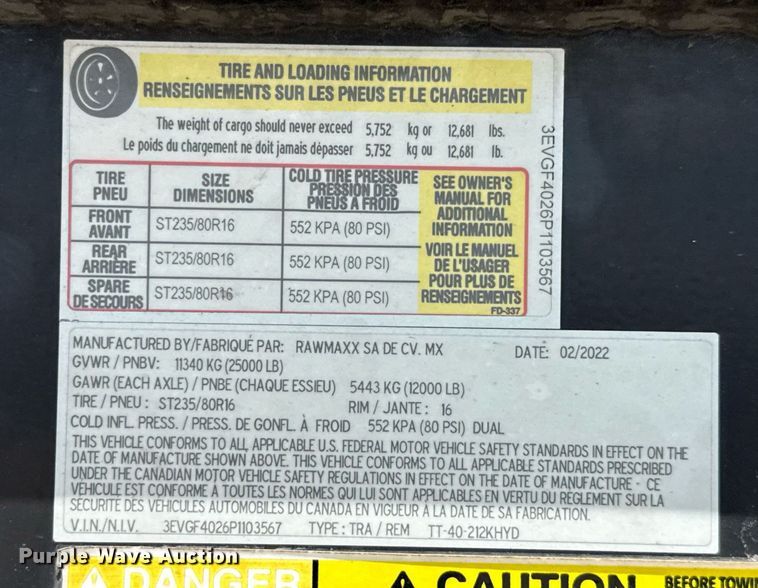 TIRE AND LOADING INFORMATION
RENSEIGNEMENTS SUR LES PNEUS ET LE CHARGEMENT
The weight of cargo should never exceed 5,752 kg or 12,681 lbs.
Le poids du chargement ne doit jamais dépasser 5,752 kg ou 12,681 lb.
TIRE
PNEU
SIZE
DIMENSIONS
COLD TIRE PRESSURE
PRESSION DES
PNEUS A FROID
SEE OWNER'S
MANUAL FOR
ADDITIONAL
INFORMATION
VOIR LE MANUEL
DE L'USAGER
POUR PLUS DE
RENSEIGNEMENTS
FRONT
AVANT
ST235/80R16
552 KPA (80 PSI)
REAR
ARRIÈRE
ST235/80R16
552 KPA (80 PSI)
SPARE
DE SECOURS
ST235/80R16
552 KPA (80 PSI)
FD-337
3EVGF4026P1103567
MANUFACTURED BY/FABRIQUÉ PAR: RAWMAXX SA DE CV. MX DATE: 02/2022
GVWR / PNBV: 11340 KG (25000 LB)
GAWR (EACH AXLE) / PNBE (CHAQUE ESSIEU) 5443 KG (12000 LB)
TIRE / PNEU : ST235/80R16 RIM / JANTE : 16
COLD INFL. PRESS. / PRESS. DE GONFL. À FROID 552 KPA (80 PSI) DUAL
THIS VEHICLE CONFORMS TO ALL APPLICABLE U.S. FEDERAL MOTOR VEHICLE SAFETY STANDARDS IN EFFECT ON THE
DATE OF MANUFACTURE SHOWN ABOVE. THIS VEHICLE CONFORMS TO ALL APPLICABLE STANDARDS PRESCRIBED
UNDER THE CANADIAN MOTOR VEHICLE SAFETY REGULATIONS IN EFFECT ON THE DATE OF MANUFACTURE - CE
VÉHICULE EST CONFORME À TOUTES LES NORMES QUI LUI SONT APPLICABLES EN VERTU DU RÈGLEMENT SUR LA
SÉCURITÉ DES VÉHICULES AUTOMOBILES DU CANADA EN VIGUEUR À LA DATE DE SA FABRICATION.
V.I.N./N.I.V. 3EVGF4026P1103567 TYPE : TRA / REM TT-40-212KHYD
Purple Wave Auction
DANGER
CAUTION
BEFORE TOWIN